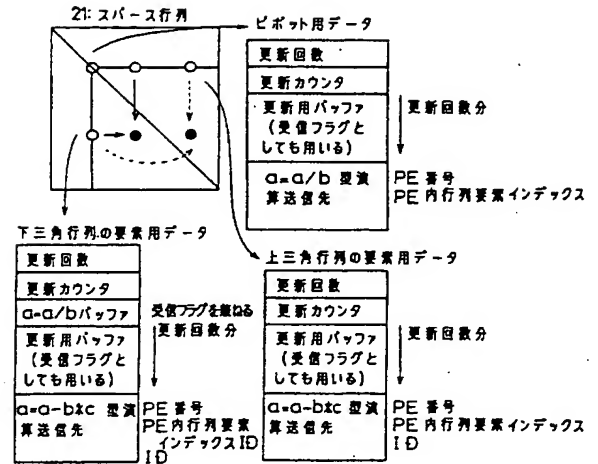 21: スパース行列
ピボット用データ
更新回数
更新カウンタ
更新用バッファ
(受信フラグと
しても用いる)
更新回数分
a=a/b 型演
算送信先
PE 番号
PE 内行列要素インデックス
下三角行列の要素用データ
更新回数
更新カウンタ
a=a/bバッファ
受信フラグを兼ねる
更新用バッファ
(受信フラグと
しても用いる)
更新回数分
a=a-b*c 型演
算送信先
PE 番号
PE 内行列要素
インデックスID
ID
上三角行列の要素用データ
更新回数
更新カウンタ
更新用バッファ
(受信フラグと
しても用いる)
更新回数分
a=a-b*c 型演
算送信先
PE 番号
PE 内行列要素インデックス
ID